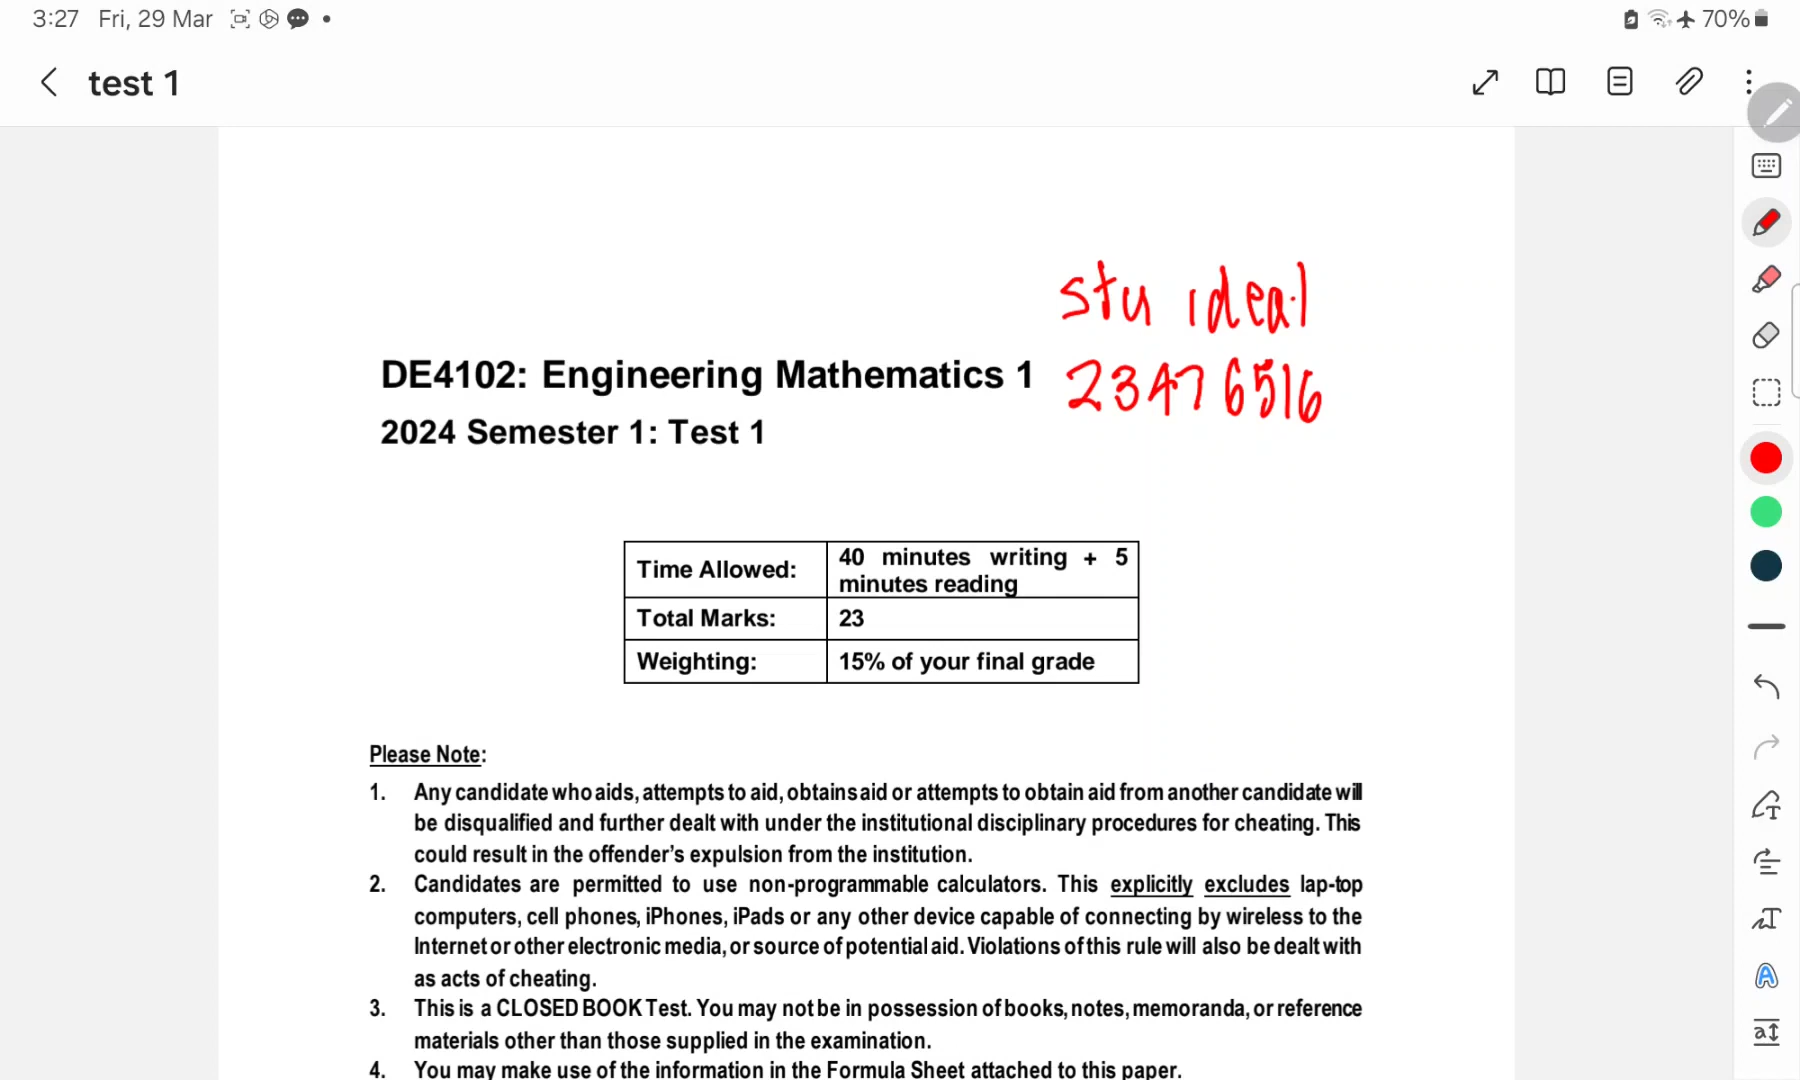 3:27 Fri, 29 Mar
70%
test 1
stu ideal
DE4102: Engineering Mathematics 1
23476516
2024 Semester 1: Test 1
Time Allowed: 40 minutes writing + 5 minutes reading
Total Marks: 23
Weighting: 15% of your final grade
Please Note:
1. Any candidate who aids, attempts to aid, obtains aid or attempts to obtain aid from another candidate will
be disqualified and further dealt with under the institutional disciplinary procedures for cheating. This
could result in the offender's expulsion from the institution.
2. Candidates are permitted to use non-programmable calculators. This explicitly excludes lap-top
computers, cell phones, iPhones, iPads or any other device capable of connecting by wireless to the
Internet or other electronic media, or source of potential aid. Violations of this rule will also be dealt with
as acts of cheating.
3. This is a CLOSED BOOK Test. You may not be in possession of books, notes, memoranda, or reference
materials other than those supplied in the examination.
4. You may make use of the information in the Formula Sheet attached to this paper.